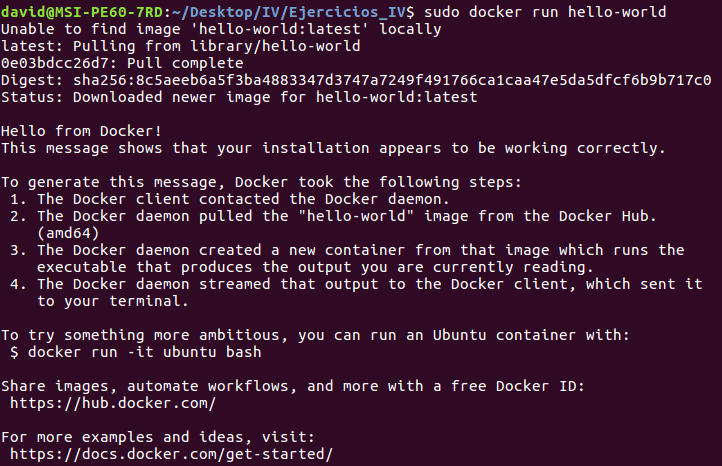 david@MSI-PE60-7RD:~/Desktop/IV/Ejercicios_IV$ sudo docker run hello-world
Unable to find image 'hello-world:latest' locally
latest: Pulling from library/hello-world
0e03bdcc26d7: Pull complete
Digest: sha256:8c5aeeb6a5f3ba4883347d3747a7249f491766ca1caa47e5da5dfcf6b9b717c0
Status: Downloaded newer image for hello-world:latest

Hello from Docker!
This message shows that your installation appears to be working correctly.

To generate this message, Docker took the following steps:
 1. The Docker client contacted the Docker daemon.
 2. The Docker daemon pulled the "hello-world" image from the Docker Hub.
    (amd64)
 3. The Docker daemon created a new container from that image which runs the
    executable that produces the output you are currently reading.
 4. The Docker daemon streamed that output to the Docker client, which sent it
    to your terminal.

To try something more ambitious, you can run an Ubuntu container with:
 $ docker run -it ubuntu bash

Share images, automate workflows, and more with a free Docker ID:
 https://hub.docker.com/

For more examples and ideas, visit:
 https://docs.docker.com/get-started/